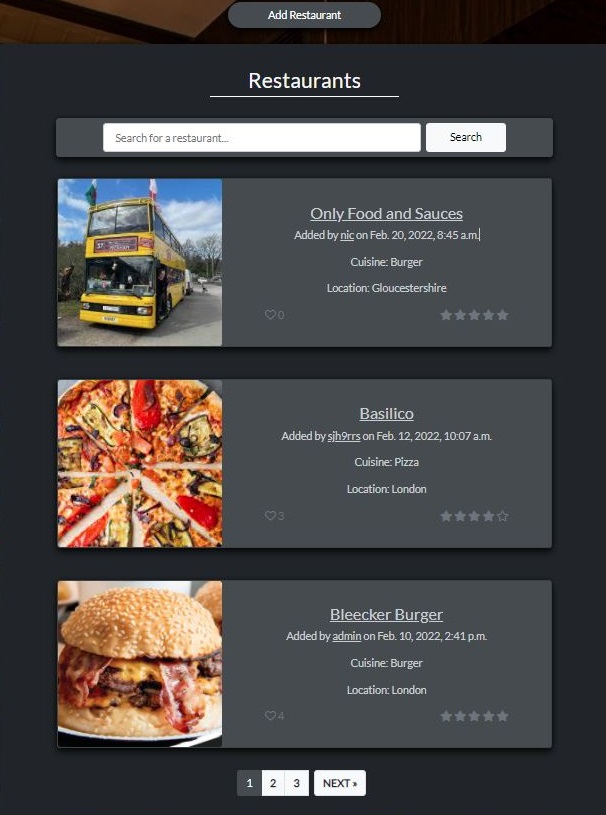 Add Restaurant
Restaurants
Search for a restaurant...
Search
Only Food and Sauces
Added by nic on Feb. 20, 2022, 8:45 a.m.
Cuisine: Burger
Location: Gloucestershire
0
Basilico
Added by sjh9rrs on Feb. 12, 2022, 10:07 a.m.
Cuisine: Pizza
Location: London
3
Bleecker Burger
Added by admin on Feb. 10, 2022, 2:41 p.m.
Cuisine: Burger
Location: London
4
1 2 3 NEXT »